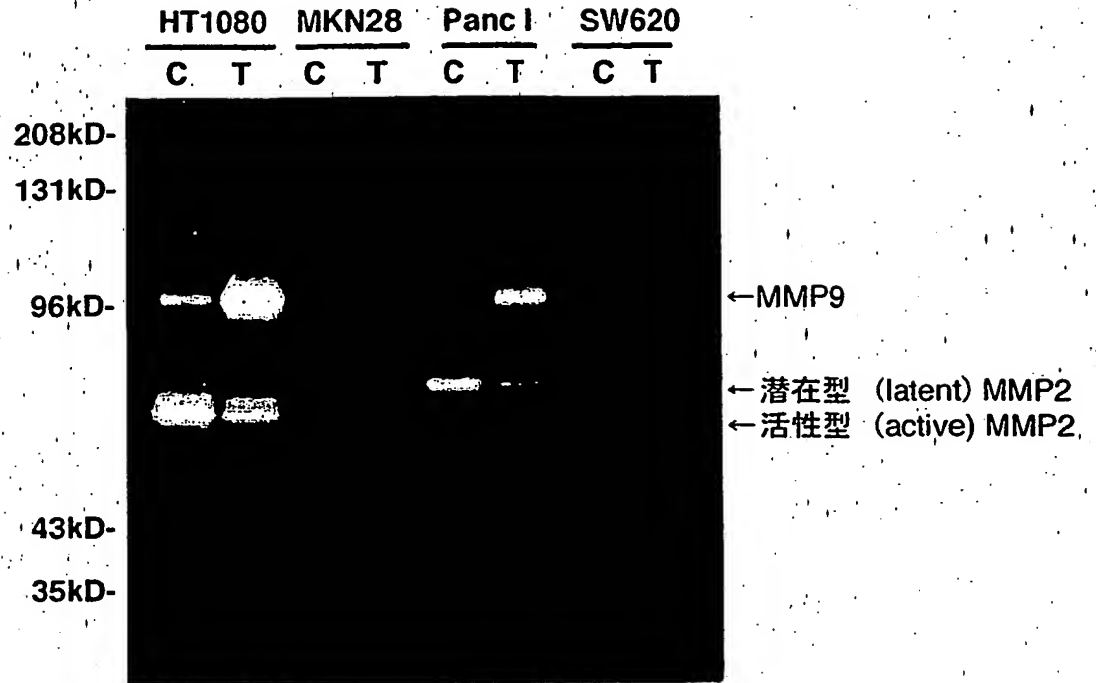 HT1080 MKN28 Panc I SW620
C T C T C T C T
208kD-
131kD-
96kD-
←MMP9
←潜在型 (latent) MMP2
←活性型 (active) MMP2
43kD-
35kD-